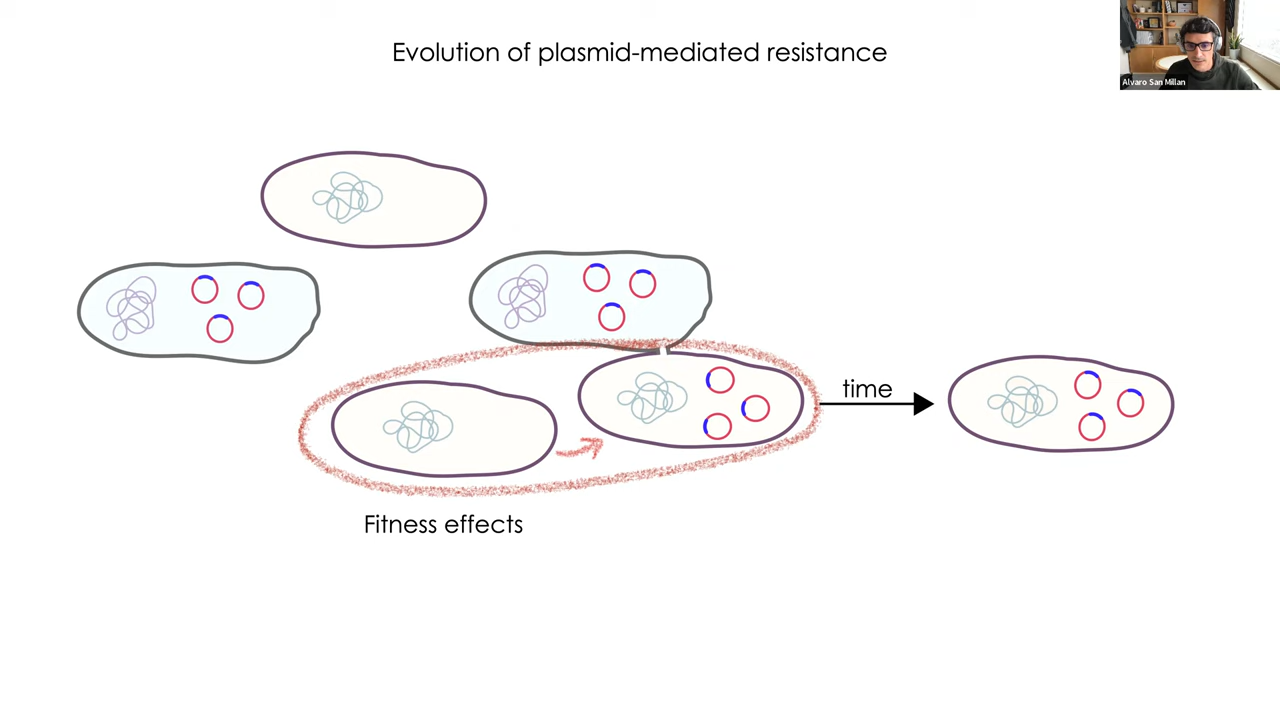 Evolution of plasmid-mediated resistance
Alvaro San Millan
time
Fitness effects